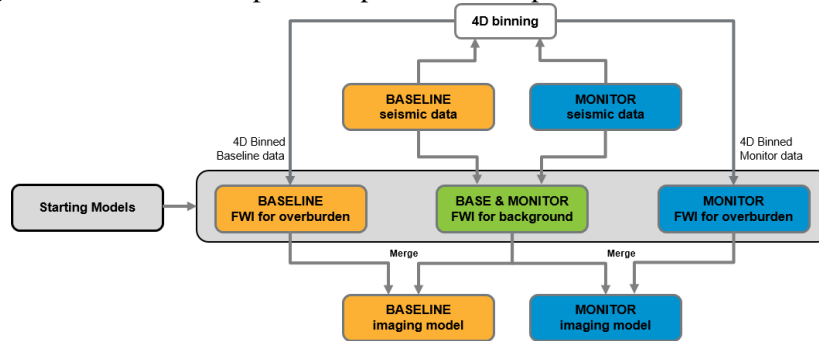 4D binning
BASELINE
seismic data
MONITOR
seismic data
4D Binned
Baseline data
4D Binned
Monitor data
Starting Models
BASELINE
FWI for overburden
BASE & MONITOR
FWI for background
MONITOR
FWI for overburden
Merge
Merge
BASELINE
imaging model
MONITOR
imaging model